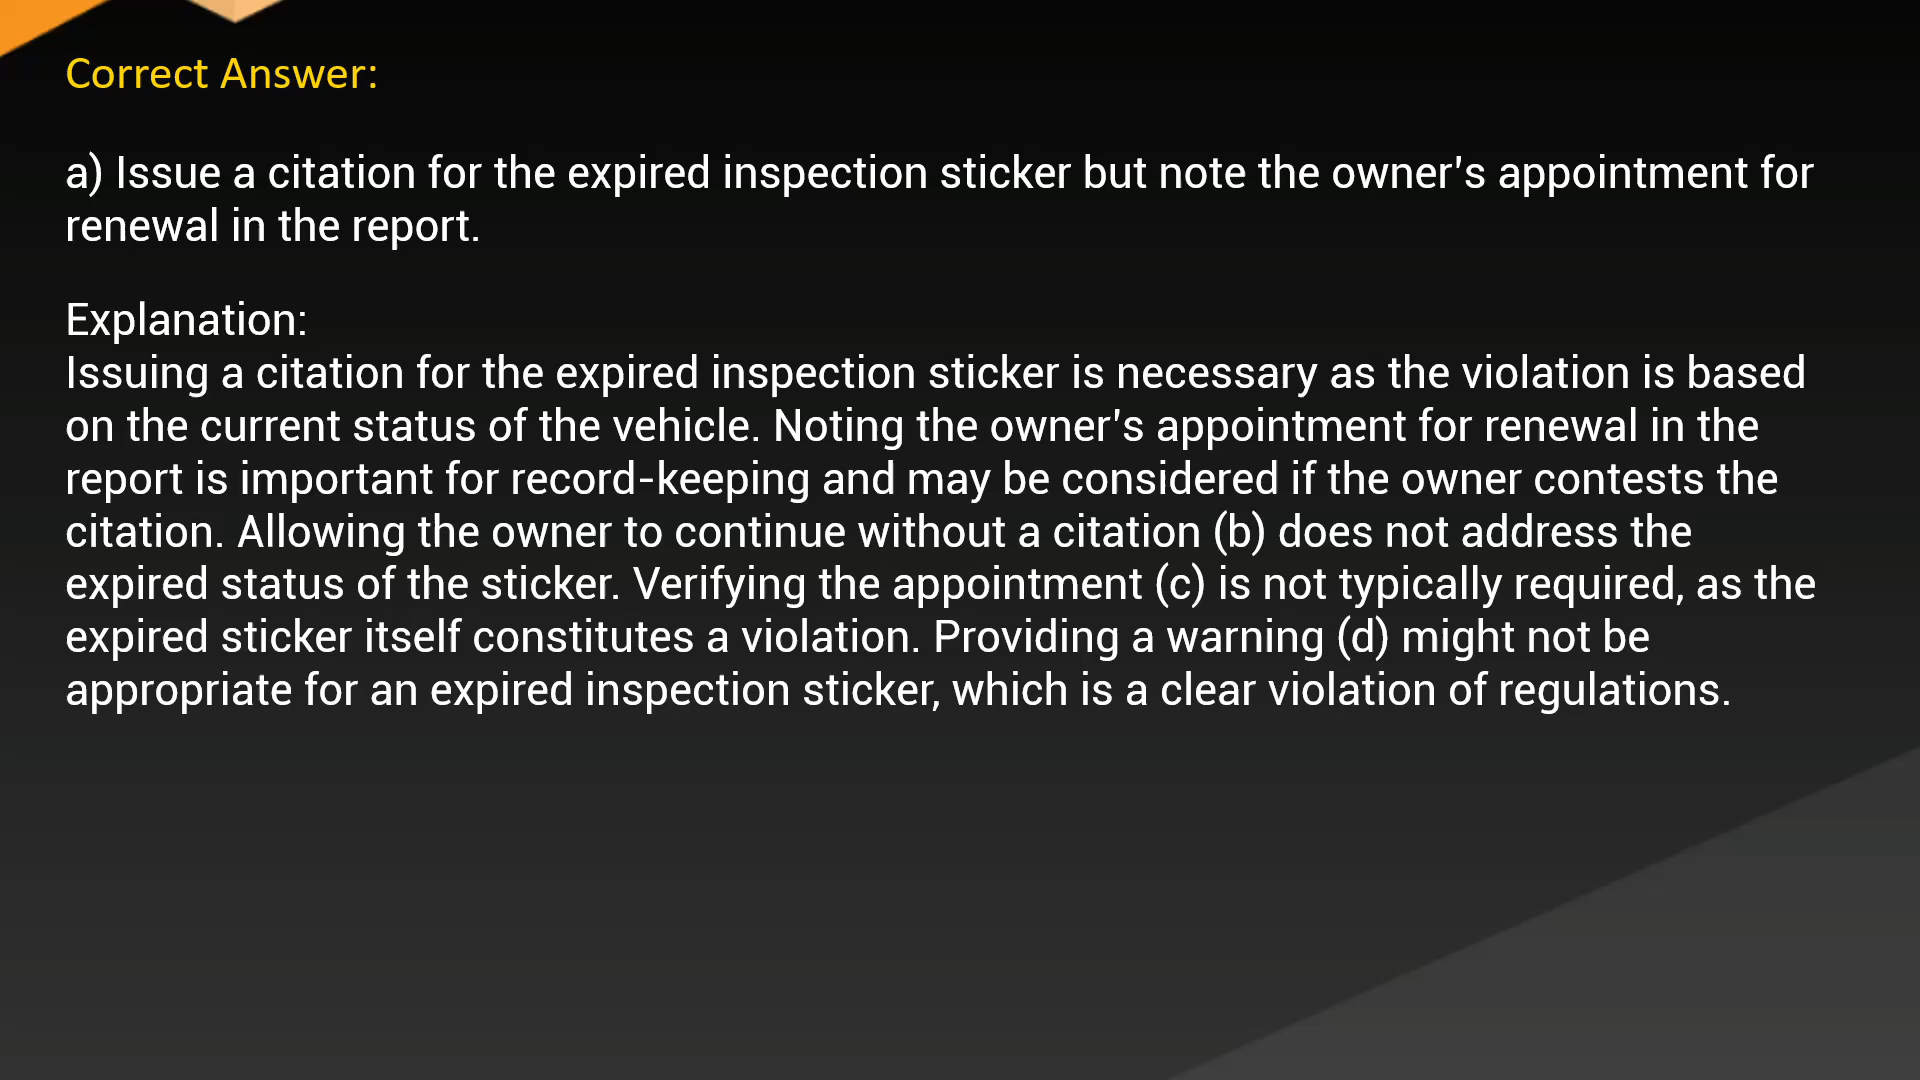 Correct Answer:
a) Issue a citation for the expired inspection sticker but note the owner's appointment for
renewal in the report.
Explanation:
Issuing a citation for the expired inspection sticker is necessary as the violation is based
on the current status of the vehicle. Noting the owner's appointment for renewal in the
report is important for record-keeping and may be considered if the owner contests the
citation. Allowing the owner to continue without a citation (b) does not address the
expired status of the sticker. Verifying the appointment (c) is not typically required, as the
expired sticker itself constitutes a violation. Providing a warning (d) might not be
appropriate for an expired inspection sticker, which is a clear violation of regulations.